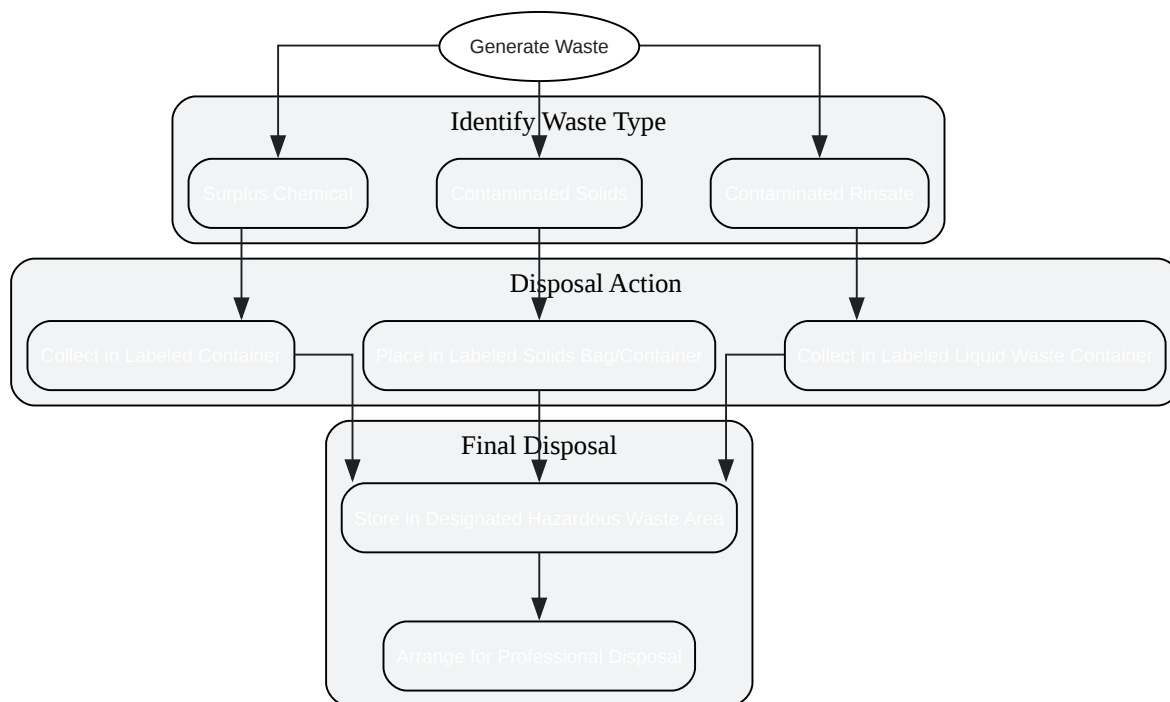 Generate Waste
Identify Waste Type
Surplus Chemical
Contaminated Solids
Contaminated Rinsate
Disposal Action
Collect in Labeled Container
Place in Labeled Solids Bag/Container
Collect in Labeled Liquid Waste Container
Final Disposal
Store in Designated Hazardous Waste Area
Arrange for Professional Disposal